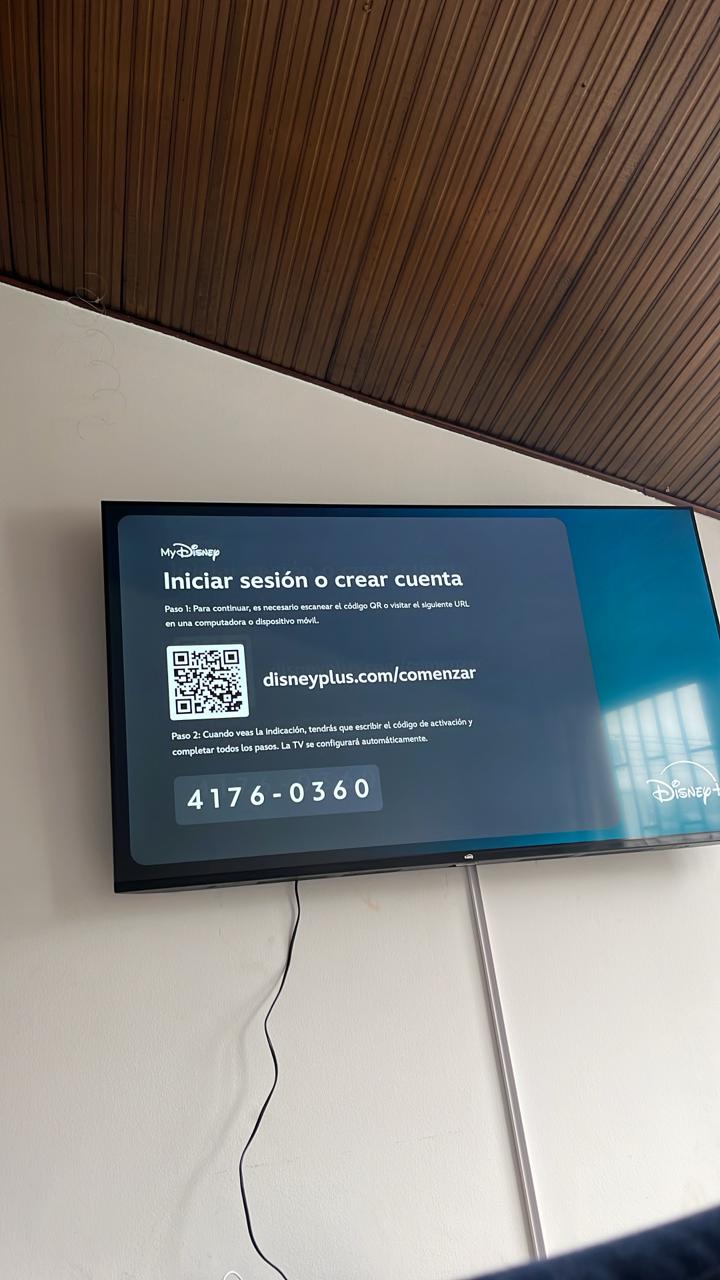 My Disney
Iniciar sesión o crear cuenta
Paso 1: Para continuar, es necesario escanear el código QR o visitar el siguiente URL
en una computadora o dispositivo móvil.
disneyplus.com/comenzar
Paso 2: Cuando veas la indicación, tendrás que escribir el código de activación y
completar todos los pasos. La TV se configurará automáticamente.
4176-0360
Disney+